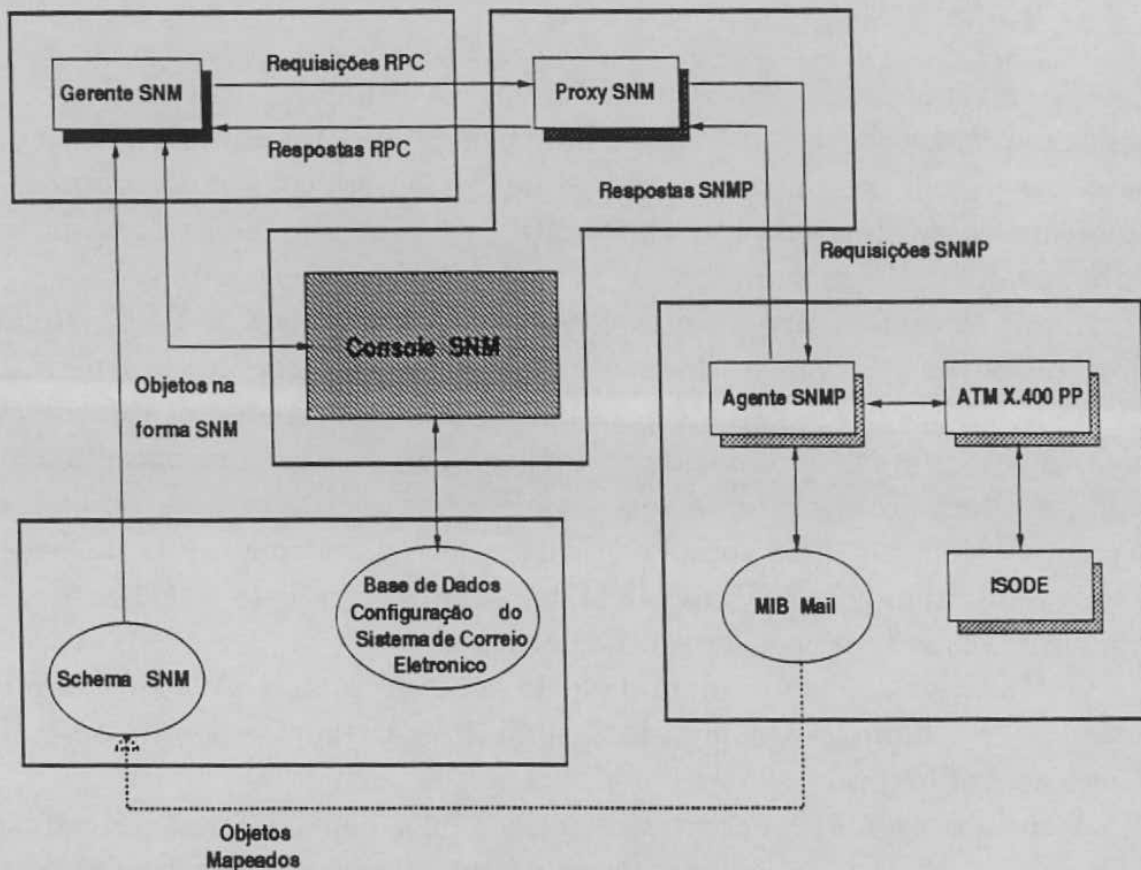 Requisições RPC
Gerente SNM
Proxy SNM
Respostas RPC
Respostas SNMP
Requisições SNMP
Console SNM
Objetos na
forma SNM
Agente SNMP
ATM X.400 PP
Base de Dados
Configuração do
Sistema de Correio
Eletronico
MIB Mail
ISODE
Schema SNM
Objetos
Mapeados